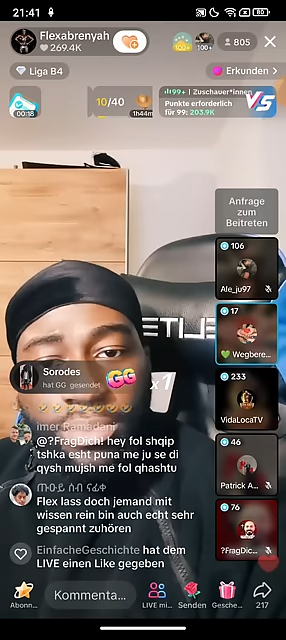 21:41
80
Flexabrenyah
269.4K
100+
100+
805
Liga B4
Erkunden >
00:18
10/40
1h44m
99+ | Zuschauer*innen
Punkte erforderlich
für 99: 203.9K
VS
Anfrage
zum
Beitreten
106
Ale_ju97
17
Wegbere...
233
VidaLocaTV
46
Patrick A...
76
?FragDic...
Sorodes
hat GG gesendet
GG
x1
imer Ramadani
@?FragDich! hey fol shqip
tshka esht puna me ju se di
qysh mujsh me fol qhashtu
Flex lass doch jemand mit
wissen rein bin auch echt sehr
gespannt zuhören
EinfacheGeschichte hat dem
LIVE einen Like gegeben
Abonn...
Kommenta...
LIVE mi...
Senden
Gesche...
217